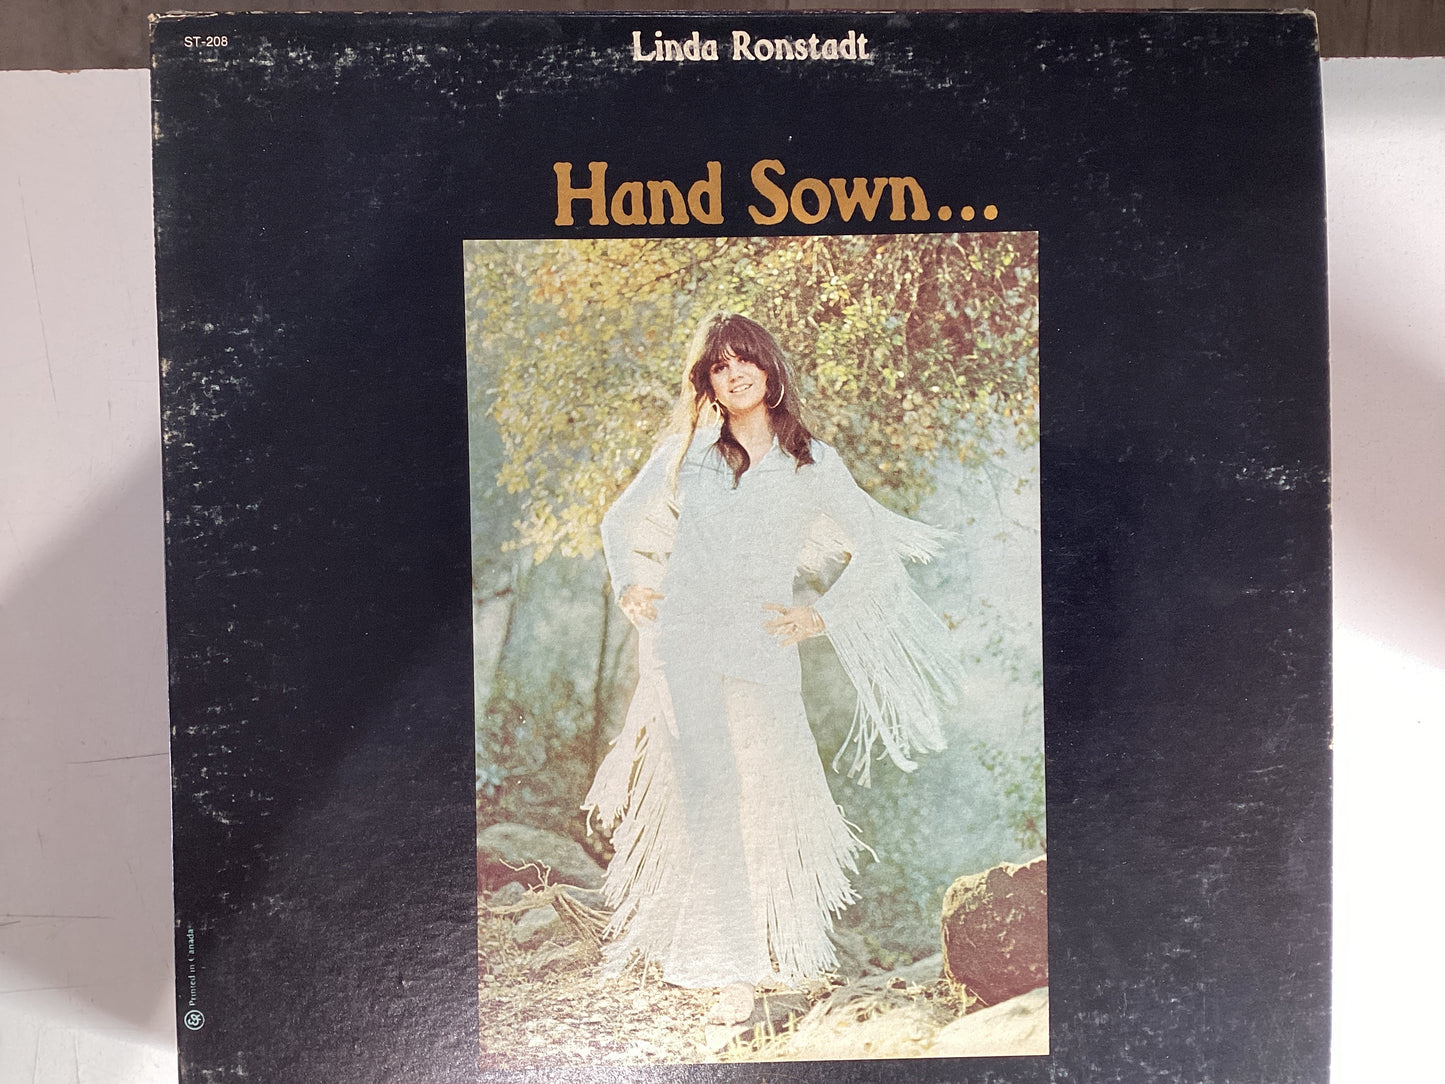 ST-208
Linda Ronstadt
Hand Sown...
Printed in Canada